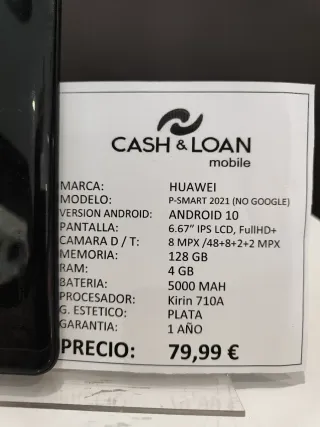 CASH & LOAN
mobile
MARCA: HUAWEI
MODELO: P-SMART 2021 (NO GOOGLE)
VERSION ANDROID: ANDROID 10
PANTALLA: 6.67” IPS LCD, FullHD+
CAMARA D / T: 8 MPX /48+8+2+2 MPX
MEMORIA: 128 GB
RAM: 4 GB
BATERIA: 5000 MAH
PROCESADOR: Kirin 710A
G. ESTETICO: PLATA
GARANTIA: 1 AÑO
PRECIO: 79,99 €